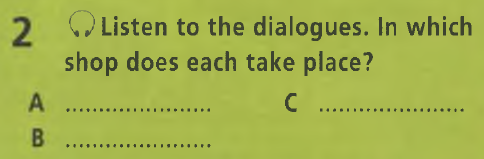 2 Listen to the dialogues. In which
shop does each take place?
A ...................... C ......................
B ......................